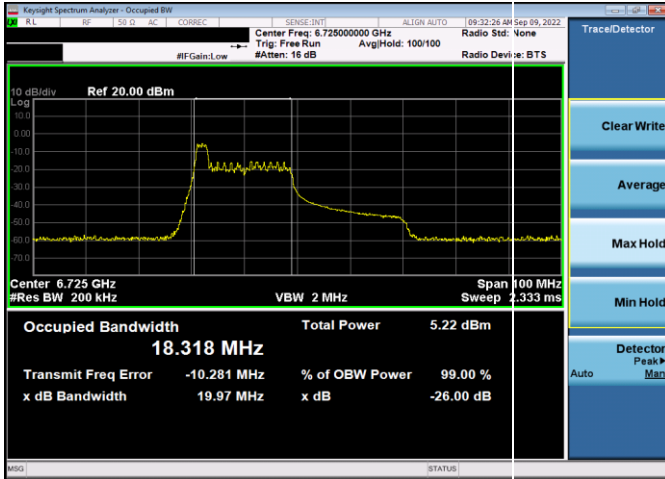 Keysight Spectrum Analyzer - Occupied BW
RL RF 50 Ω AC CORREC SENSE:INT ALIGN AUTO 09:32:26 AM Sep 09, 2022
Center Freq: 6.725000000 GHz Radio Std: None
Trig: Free Run Avg|Hold: 100/100
#IFGain:Low #Atten: 16 dB Radio Device: BTS
Trace/Detector
10 dB/div Ref 20.00 dBm
Log
10.0
0.00
-10.0
-20.0
-30.0
-40.0
-50.0
-60.0
-70.0
Center 6.725 GHz Span 100 MHz
#Res BW 200 kHz VBW 2 MHz Sweep 2.333 ms
Occupied Bandwidth Total Power 5.22 dBm
18.318 MHz
Transmit Freq Error -10.281 MHz % of OBW Power 99.00 %
x dB Bandwidth 19.97 MHz x dB -26.00 dB
Clear Write
Average
Max Hold
Min Hold
Detector
Peak
Auto Man
MSG STATUS